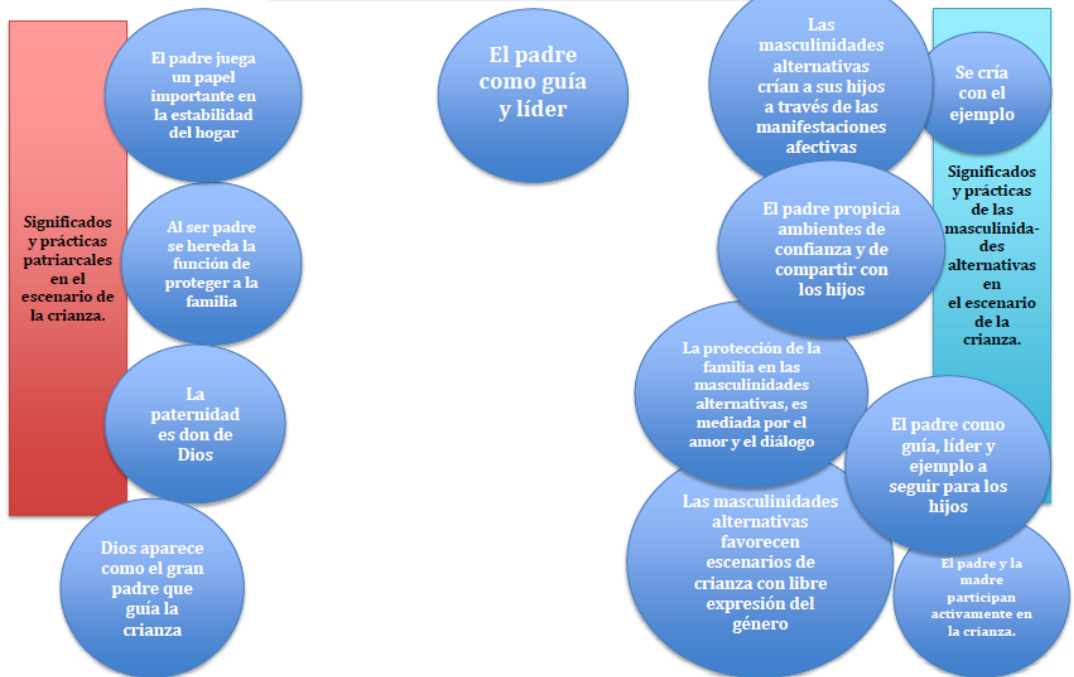 Significados
y prácticas
patriarcales
en el
escenario de
la crianza.
El padre juega
un papel
importante en
la estabilidad
del hogar
Al ser padre
se hereda la
función de
proteger a la
familia
La
paternidad
es don de
Dios
Dios aparece
como el gran
padre que
guía la
crianza
El padre
como guía
y líder
Las
masculinidades
alternativas
crían a sus hijos
a través de las
manifestaciones
afectivas
Se cría
con el
ejemplo
El padre propicia
ambientes de
confianza y de
compartir con
los hijos
La protección de la
familia en las
masculinidades
alternativas, es
mediada por el
amor y el diálogo
El padre como
guía, líder y
ejemplo a
seguir para los
hijos
Las masculinidades
alternativas
favorecen
escenarios de
crianza con libre
expresión del
género
El padre y la
madre
participan
activamente en
la crianza.
Significados
y prácticas
de las
masculinida-
des
alternativas
en
el escenario
de la
crianza.